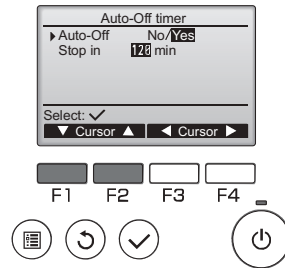 Auto-Off timer
Auto-Off No/Yes
Stop in 120 min
Select: ✓
▼ Cursor ▲ ◀ Cursor ▶
F1 F2 F3 F4